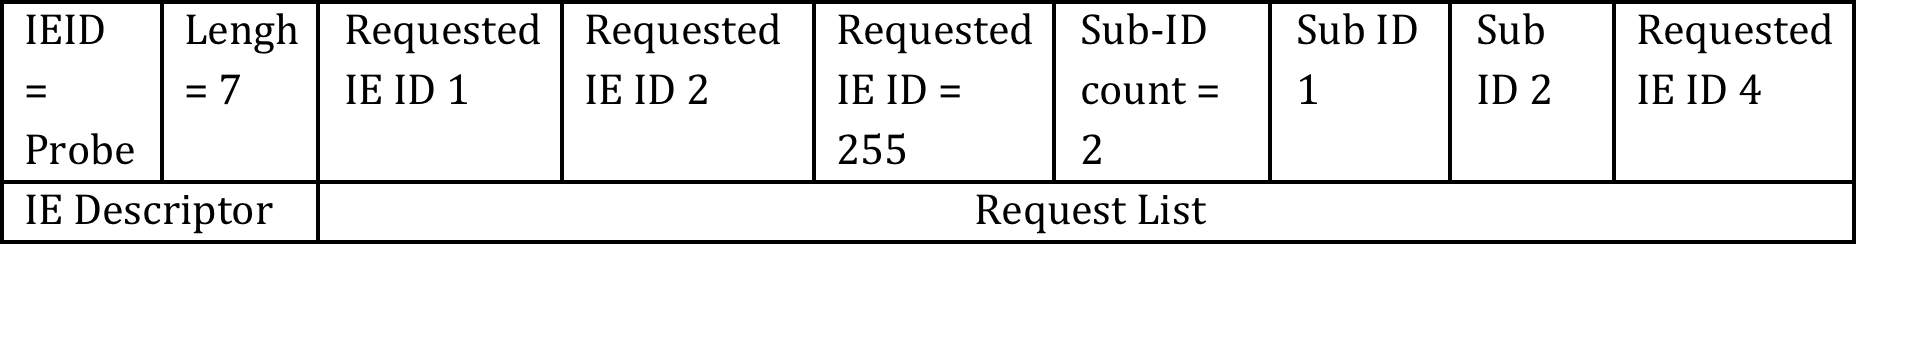 IEID
=
Probe
Lengh
= 7
Requested
IE ID 1
Requested
IE ID 2
Requested
IE ID =
255
Sub-ID
count =
2
Sub ID
1
Sub
ID 2
Requested
IE ID 4
IE Descriptor
Request List